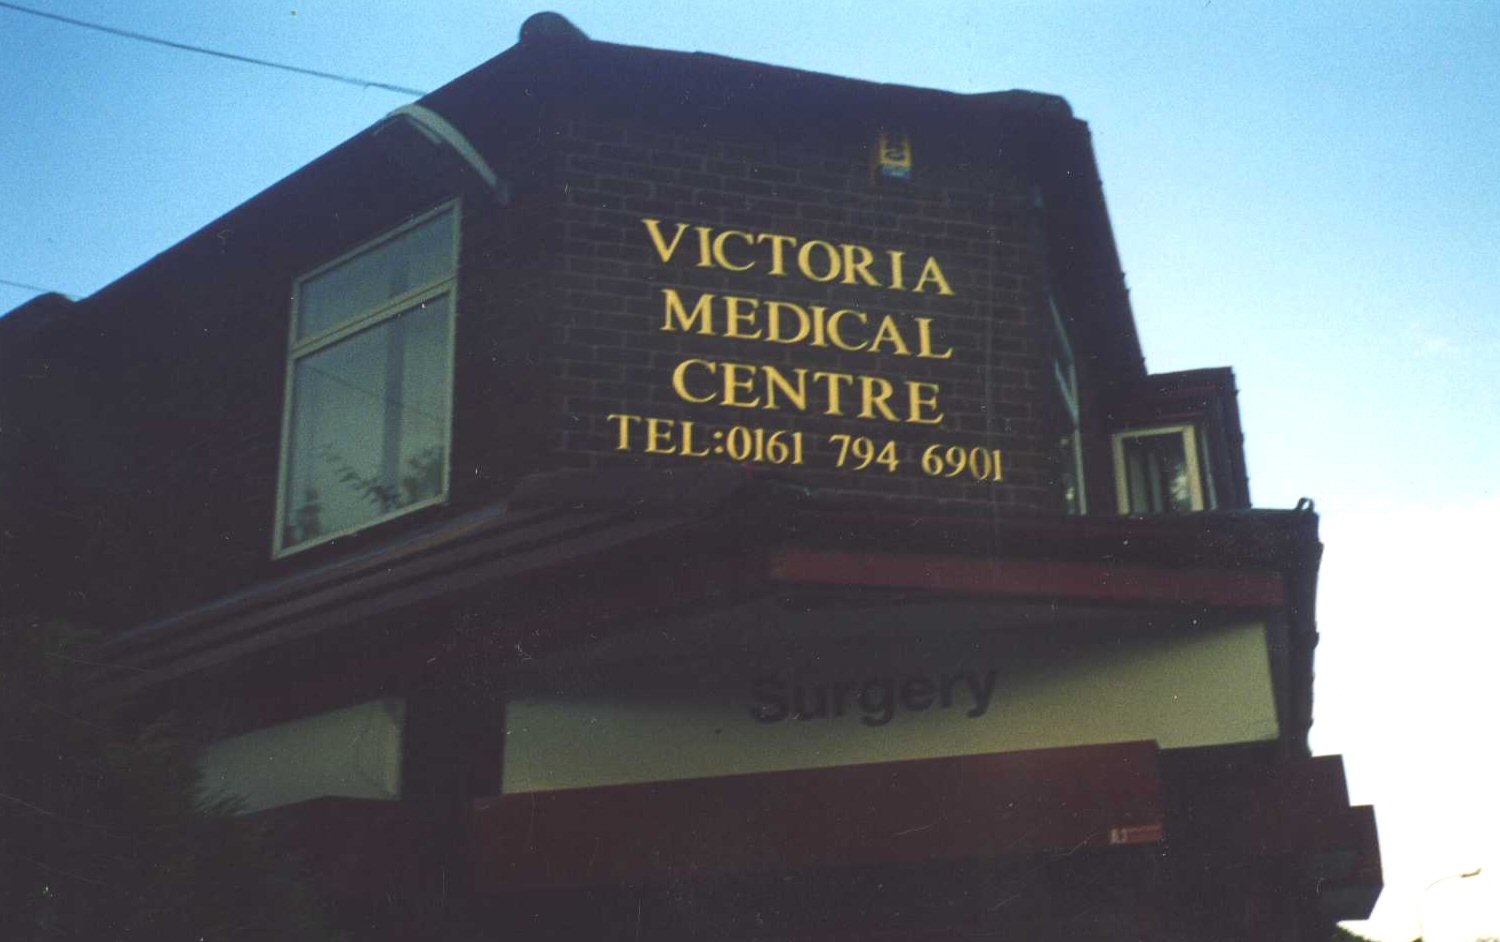 VICTORIA
MEDICAL
CENTRE
TEL:0161 794 6901
Surgery